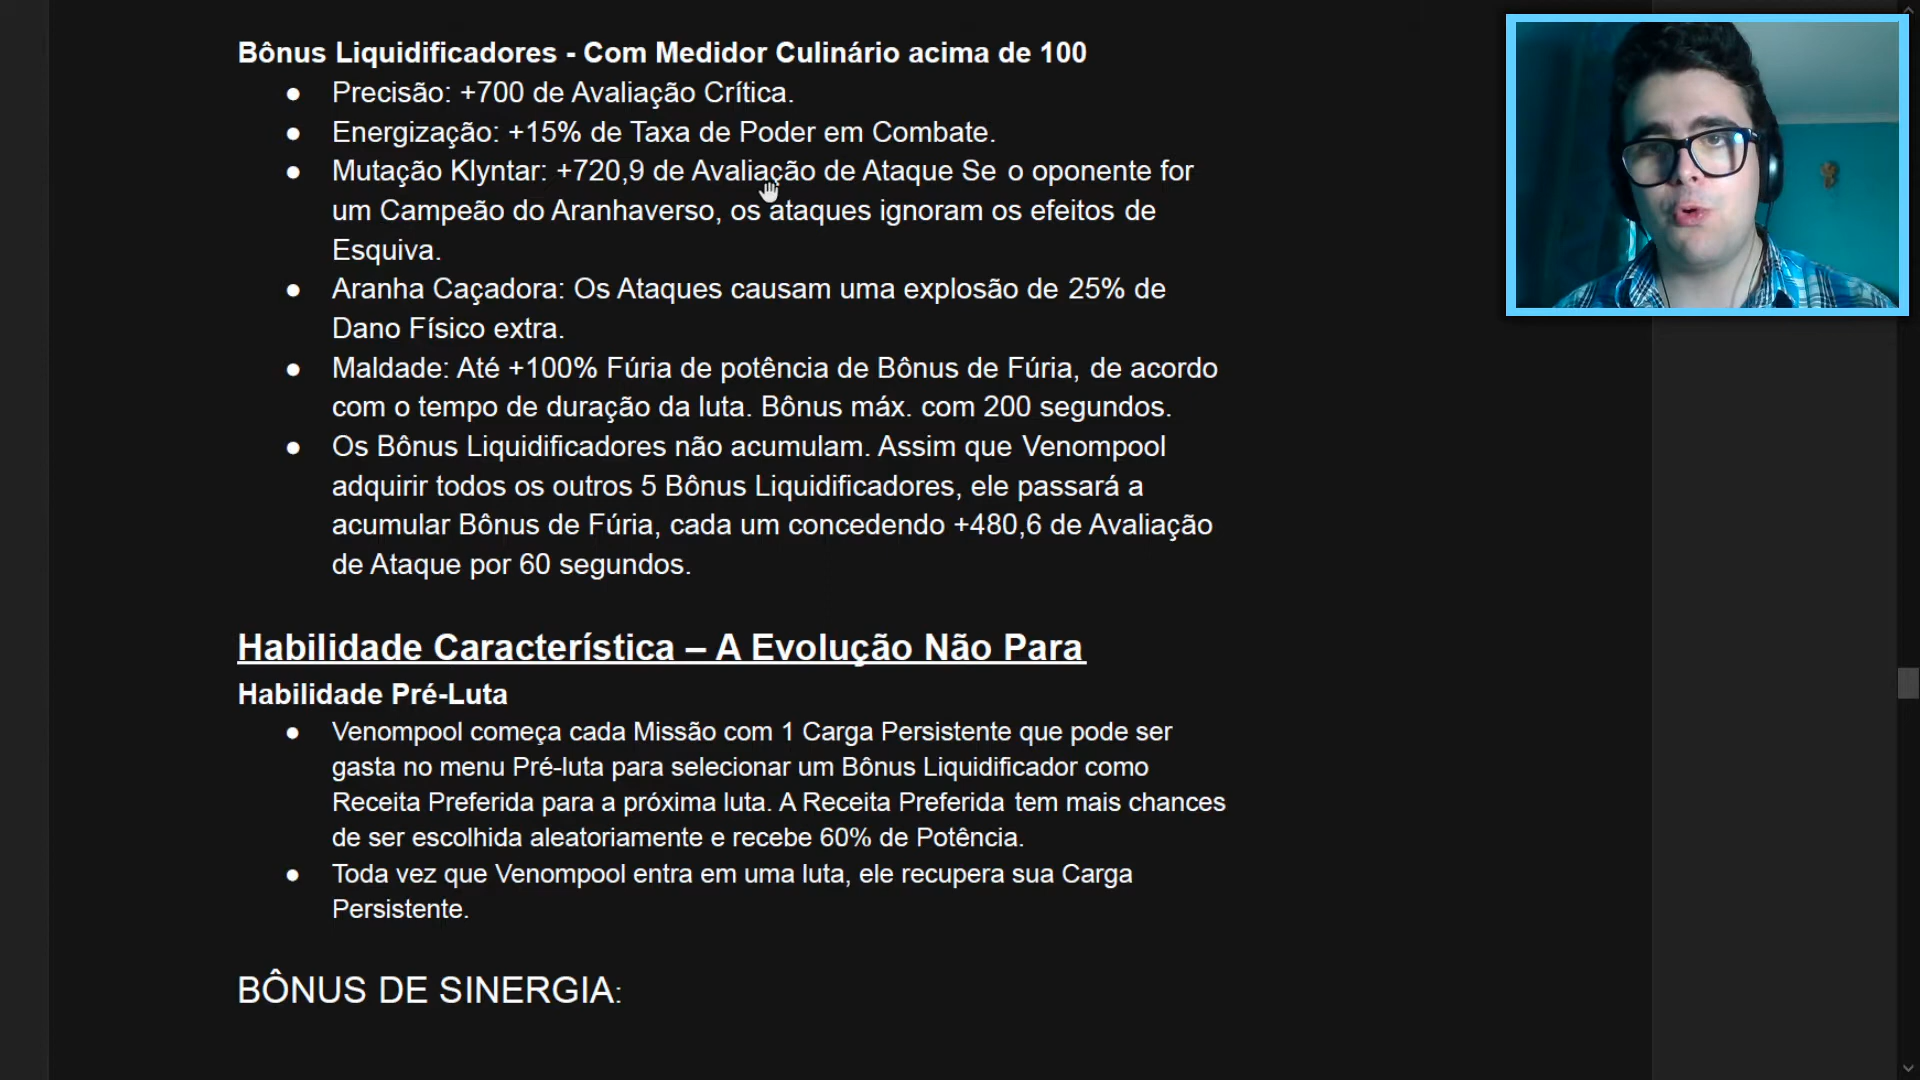 Bônus Liquidificadores - Com Medidor Culinário acima de 100
● Precisão: +700 de Avaliação Crítica.
● Energização: +15% de Taxa de Poder em Combate.
● Mutação Klyntar: +720,9 de Avaliação de Ataque Se o oponente for
um Campeão do Aranhaverso, os ataques ignoram os efeitos de
Esquiva.
● Aranha Caçadora: Os Ataques causam uma explosão de 25% de
Dano Físico extra.
● Maldade: Até +100% Fúria de potência de Bônus de Fúria, de acordo
com o tempo de duração da luta. Bônus máx. com 200 segundos.
● Os Bônus Liquidificadores não acumulam. Assim que Venompool
adquirir todos os outros 5 Bônus Liquidificadores, ele passará a
acumular Bônus de Fúria, cada um concedendo +480,6 de Avaliação
de Ataque por 60 segundos.
Habilidade Característica – A Evolução Não Para
Habilidade Pré-Luta
● Venompool começa cada Missão com 1 Carga Persistente que pode ser
gasta no menu Pré-luta para selecionar um Bônus Liquidificador como
Receita Preferida para a próxima luta. A Receita Preferida tem mais chances
de ser escolhida aleatoriamente e recebe 60% de Potência.
● Toda vez que Venompool entra em uma luta, ele recupera sua Carga
Persistente.
BÔNUS DE SINERGIA: